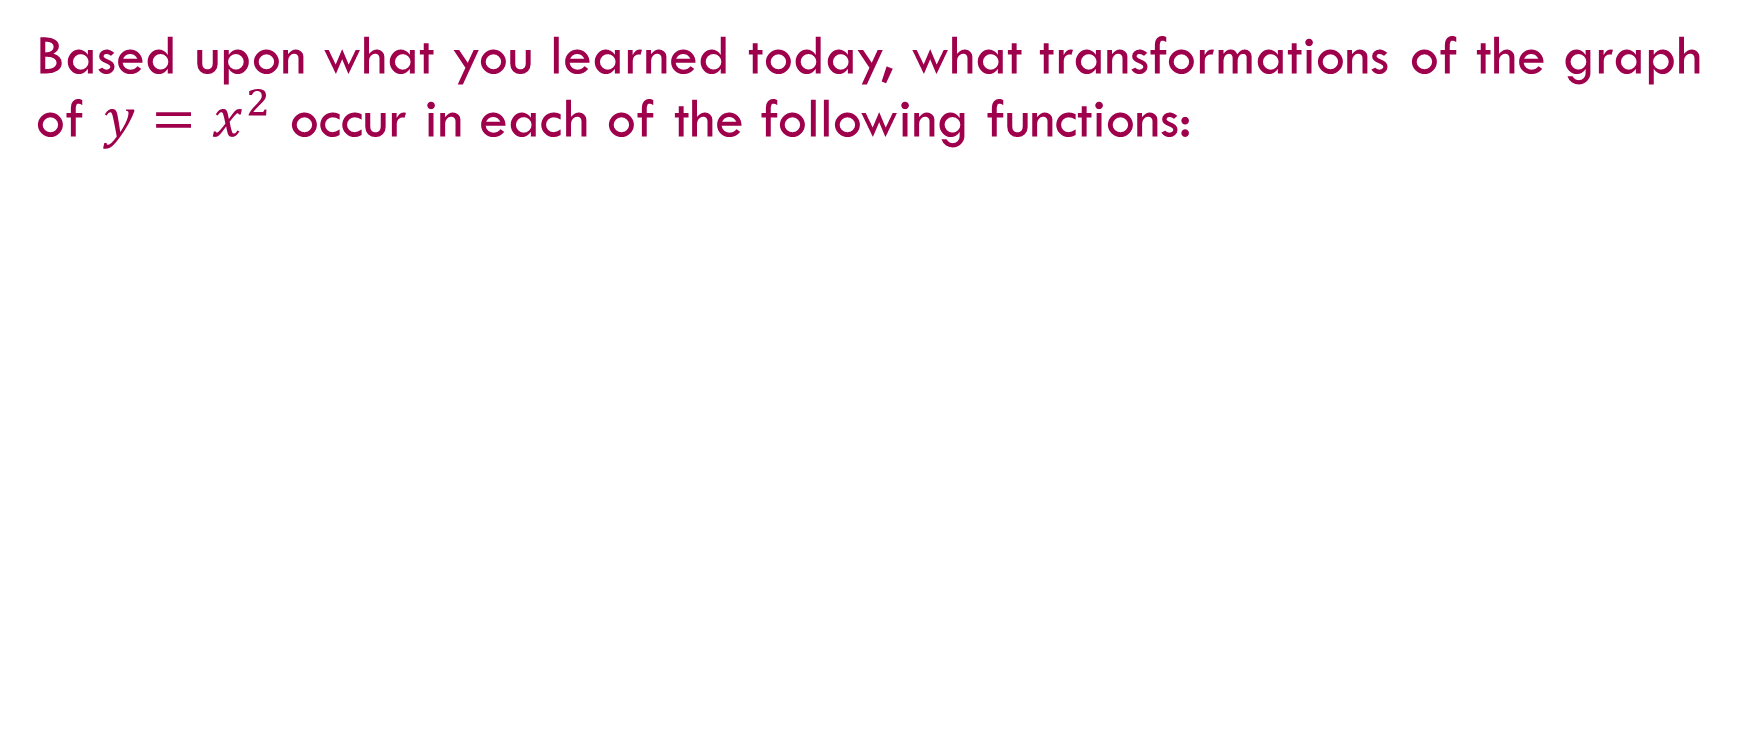 Based upon what you learned today, what transformations of the graph
of y = x² occur in each of the following functions: